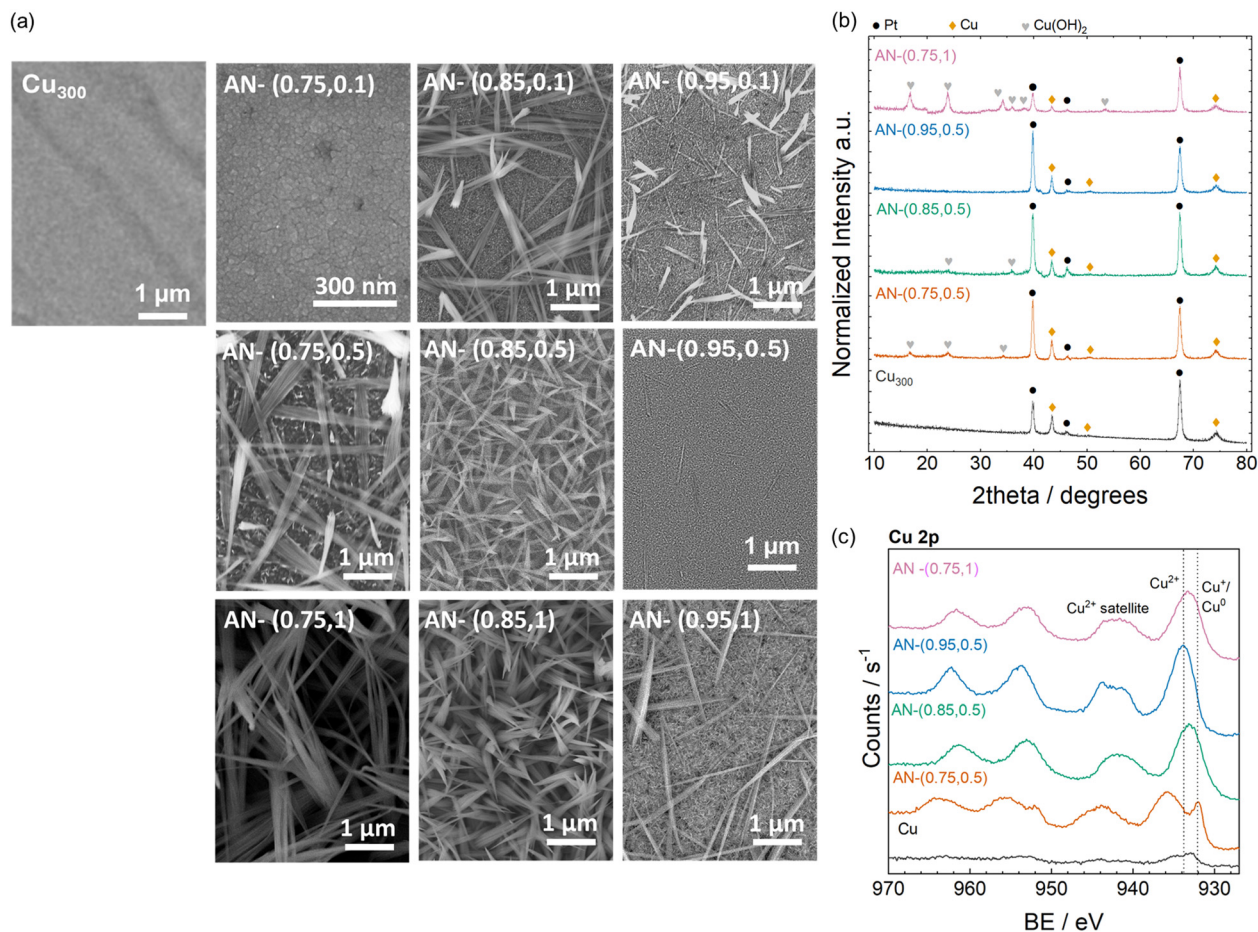 (a)
Cu₃₀₀
1 μm
AN- (0.75,0.1)
300 nm
AN- (0.85,0.1)
1 μm
AN- (0.95,0.1)
1 μm
AN- (0.75,0.5)
1 μm
AN- (0.85,0.5)
1 μm
AN-(0.95,0.5)
1 μm
AN- (0.75,1)
1 μm
AN- (0.85,1)
1 μm
AN- (0.95,1)
1 μm
(b)
Pt Cu Cu(OH)₂
AN-(0.75,1)
AN-(0.95,0.5)
AN-(0.85,0.5)
AN-(0.75,0.5)
Cu₃₀₀
Normalized Intensity a.u.
10 20 30 40 50 60 70 80
2theta / degrees
(c)
Cu 2p
AN -(0.75,1)
Cu²⁺
Cu⁺/
Cu⁰
Cu²⁺ satellite
AN-(0.95,0.5)
AN-(0.85,0.5)
AN-(0.75,0.5)
Cu
Counts / s⁻¹
970 960 950 940 930
BE / eV